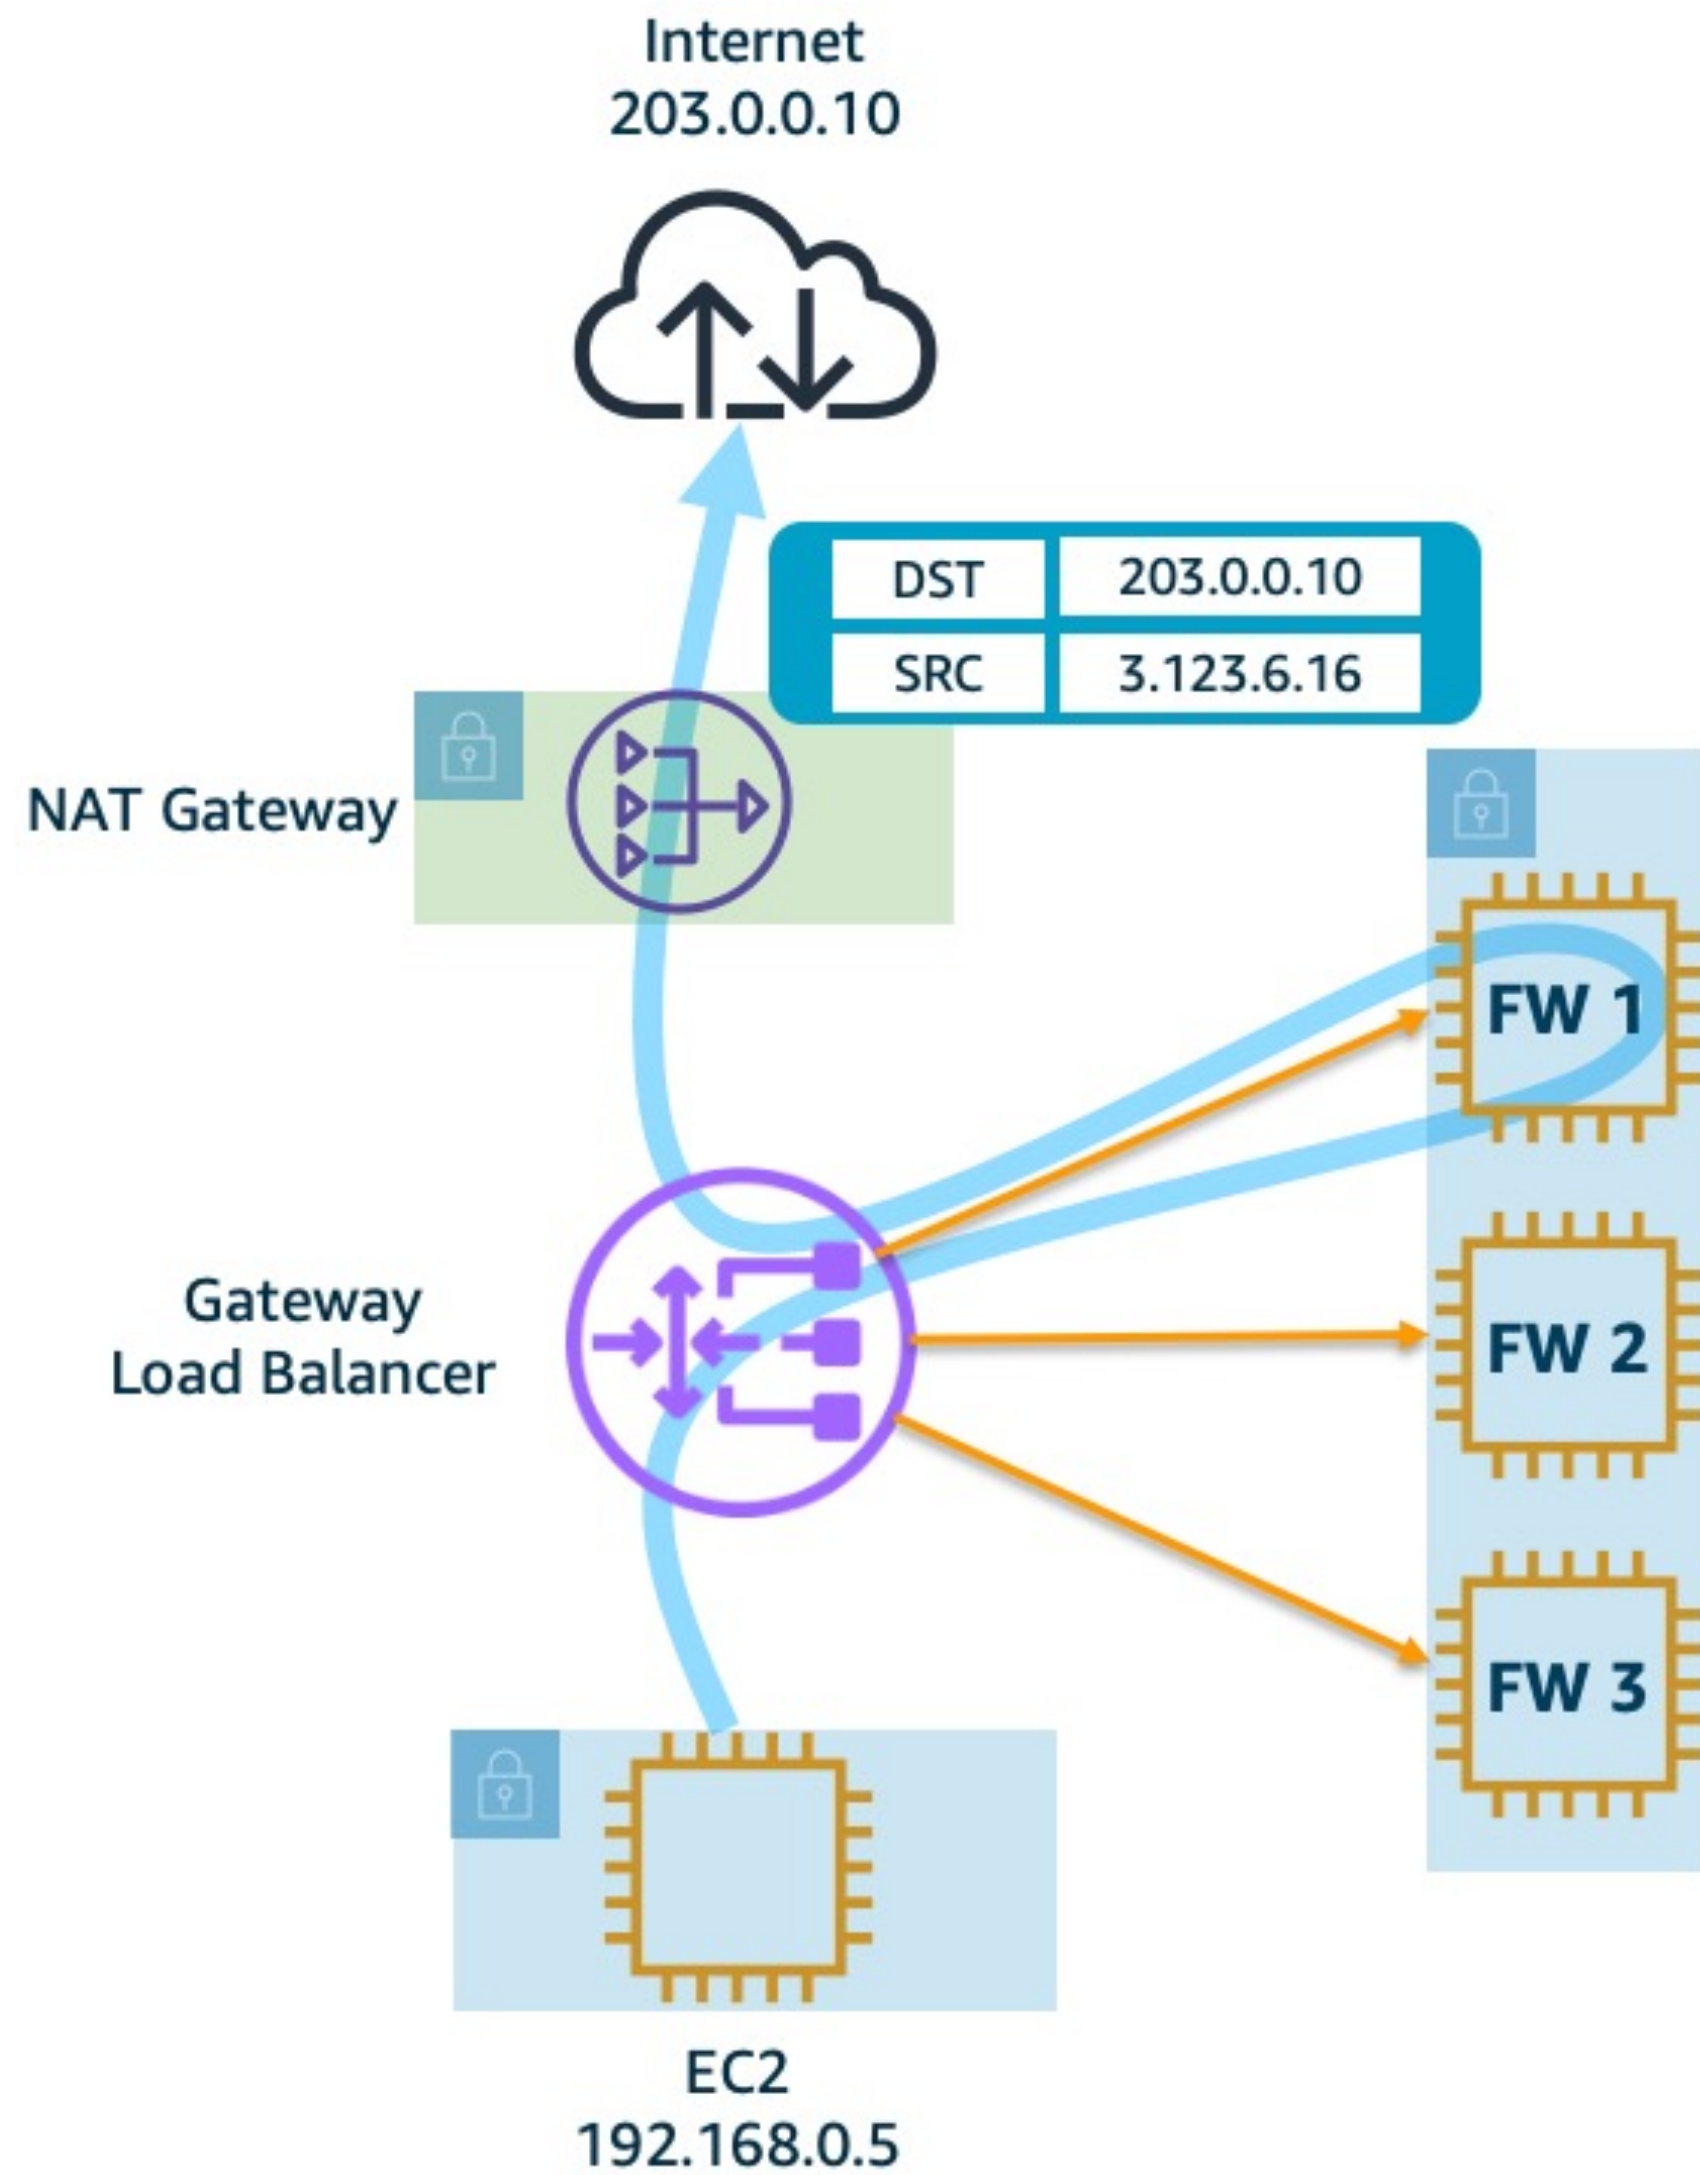 Internet
203.0.0.10
DST 203.0.0.10
SRC 3.123.6.16
NAT Gateway
FW 1
Gateway
Load Balancer
FW 2
FW 3
EC2
192.168.0.5